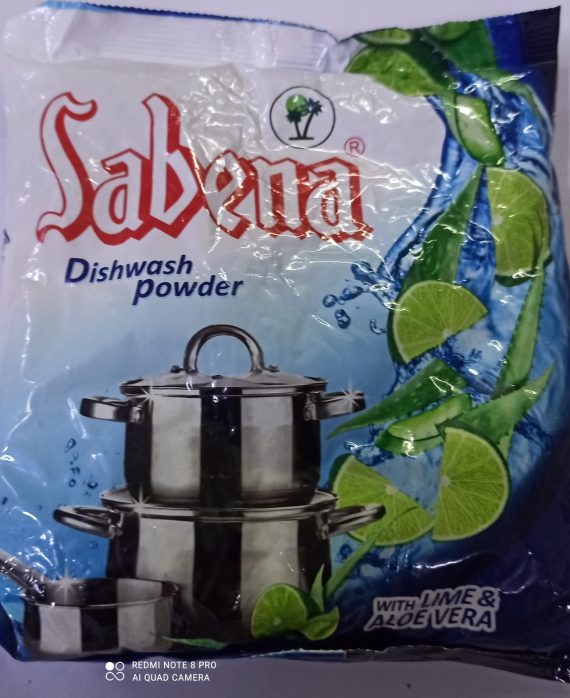 Sabena®
Dishwash
powder
WITH LIME &
ALOE VERA
REDMI NOTE 8 PRO
AI QUAD CAMERA